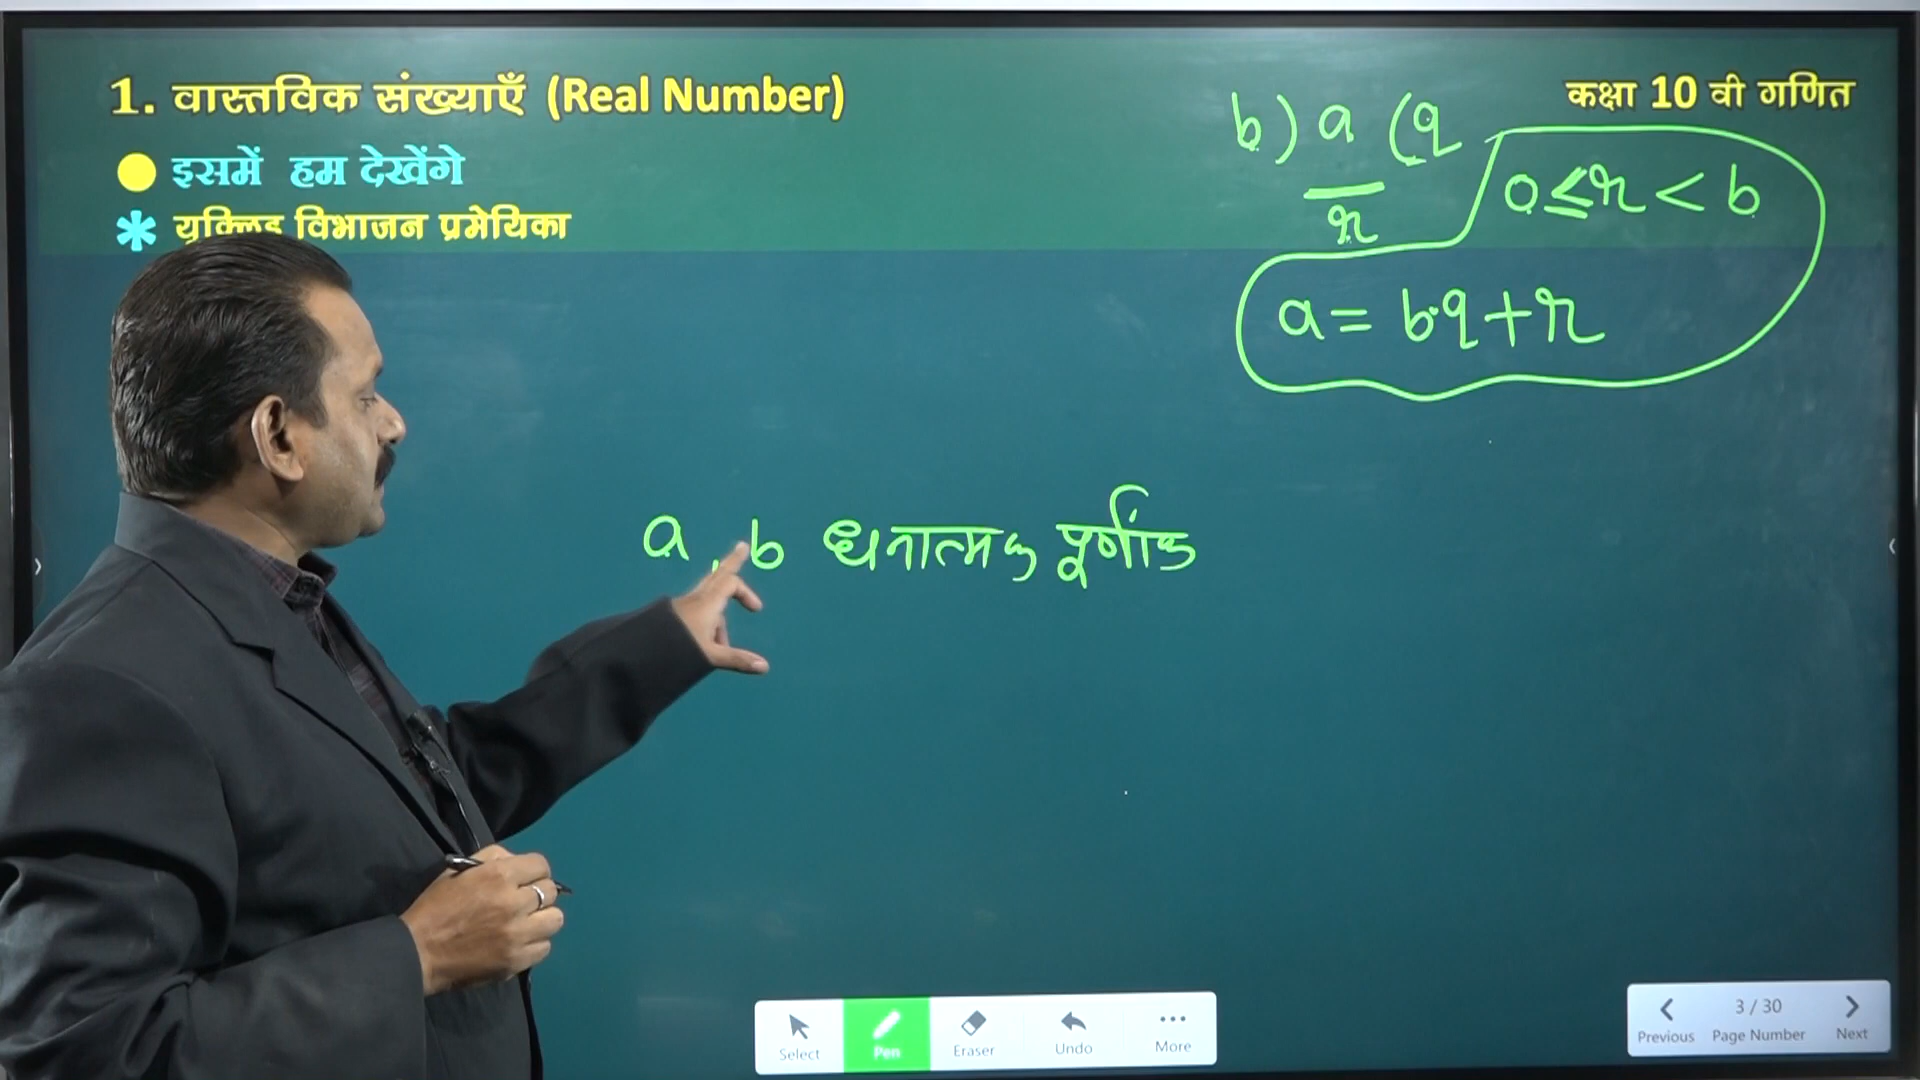 1. वास्तविक संख्याएँ (Real Number)
कक्षा 10 वी गणित
इसमें हम देखेंगे
* युक्लिड विभाजन प्रमेयिका
b) a (q
r
0 ≤ r < b
a = b·q + r
a, b धनात्मक पूर्णांक
Select
Pen
Eraser
Undo
More
Previous
3 / 30
Page Number
Next